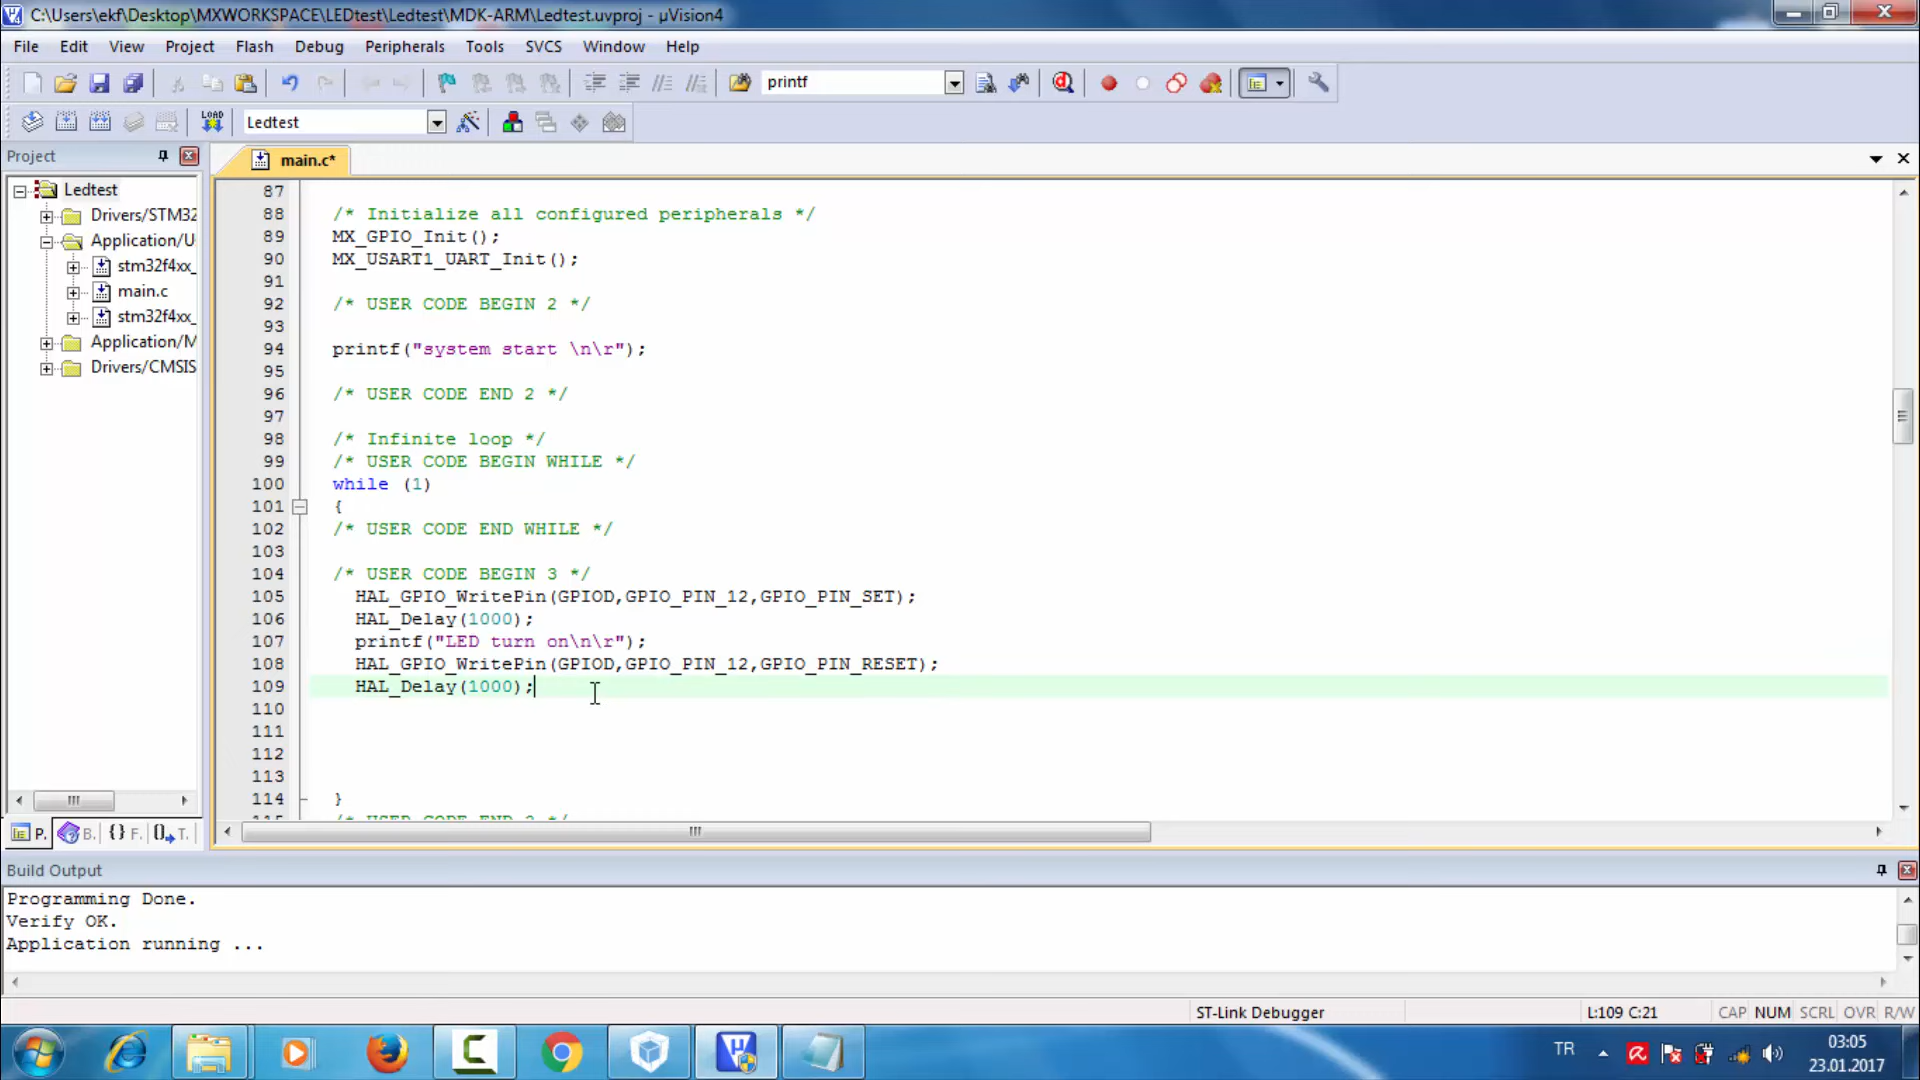 C:\Users\ekf\Desktop\MXWORKSPACE\LEDtest\Ledtest\MDK-ARM\Ledtest.uvproj - µVision4
File Edit View Project Flash Debug Peripherals Tools SVCS Window Help
printf
LOAD Ledtest
Project
main.c*
Ledtest
Drivers/STM32
Application/U
stm32f4xx_
main.c
stm32f4xx_
Application/M
Drivers/CMSIS
87
88 /* Initialize all configured peripherals */
89 MX_GPIO_Init();
90 MX_USART1_UART_Init();
91
92 /* USER CODE BEGIN 2 */
93
94 printf("system start \n\r");
95
96 /* USER CODE END 2 */
97
98 /* Infinite loop */
99 /* USER CODE BEGIN WHILE */
100 while (1)
101 {
102 /* USER CODE END WHILE */
103
104 /* USER CODE BEGIN 3 */
105 HAL_GPIO_WritePin(GPIOD,GPIO_PIN_12,GPIO_PIN_SET);
106 HAL_Delay(1000);
107 printf("LED turn on\n\r");
108 HAL_GPIO_WritePin(GPIOD,GPIO_PIN_12,GPIO_PIN_RESET);
109 HAL_Delay(1000);
110
111
112
113
114 }
115 /* USER CODE END 3 */
P. B. {} F. T.
Build Output
Programming Done.
Verify OK.
Application running ...
ST-Link Debugger L:109 C:21 CAP NUM SCRL OVR R/W
TR 03:05
23.01.2017